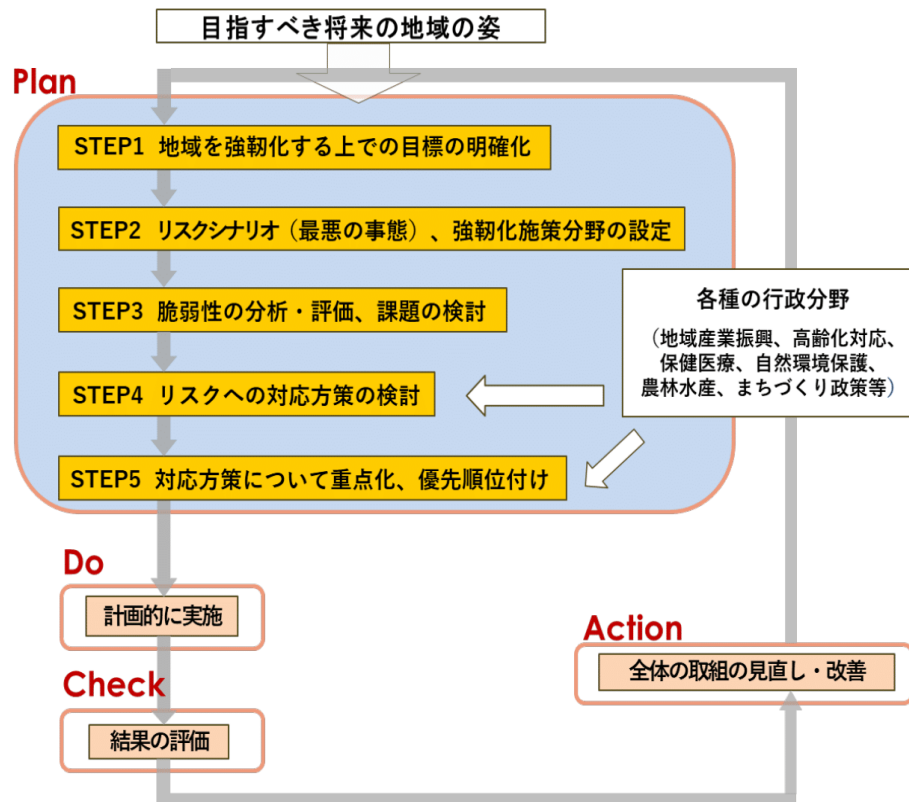 目指すべき将来の地域の姿
Plan
STEP1 地域を強靭化する上での目標の明確化
STEP2 リスクシナリオ（最悪の事態）、強靭化施策分野の設定
STEP3 脆弱性の分析・評価、課題の検討
STEP4 リスクへの対応方策の検討
STEP5 対応方策について重点化、優先順位付け
各種の行政分野
（地域産業振興、高齢化対応、
保健医療、自然環境保護、
農林水産、まちづくり政策等）
Do
計画的に実施
Check
結果の評価
Action
全体の取組の見直し・改善